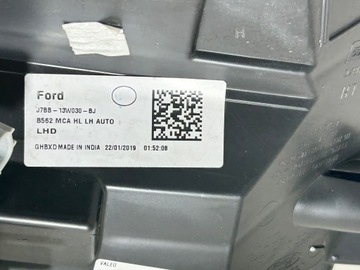 Ford
J7BB - 13W030 - BJ
B562 MCA HL LH AUTO
LHD
GHBXD MADE IN INDIA 22/01/2019 01:52:08
VALEO